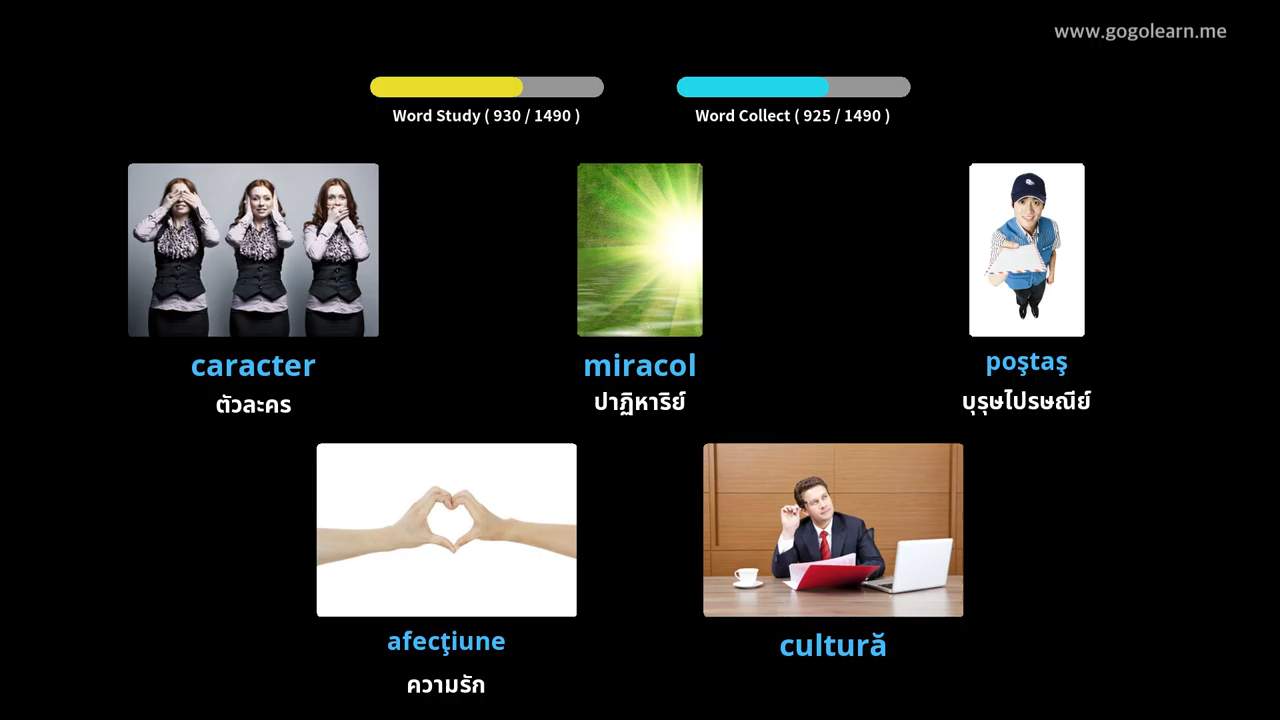 www.gogolearn.me
Word Study ( 930 / 1490 )
Word Collect ( 925 / 1490 )
caracter
ตัวละคร
miracol
ปาฏิหาริย์
poştaş
บุรุษไปรษณีย์
afecţiune
ความรัก
cultură